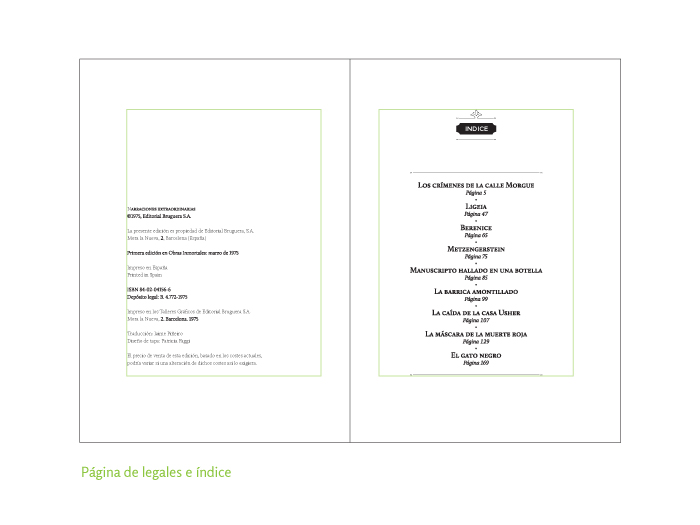 Narraciones extraordinarias
©1975, Editorial Bruguera S.A.
La presente edición es propiedad de Editorial Bruguera, S.A.
Mora la Nueva, 2. Barcelona (España)
Primera edición en Obras Inmortales: marzo de 1975
Impreso en España
Printed in Spain
ISBN 84-02-04156-6
Depósito legal: B. 4.772-1975
Impreso en los Talleres Gráficos de Editorial Bruguera S.A.
Mora la Nueva, 2. Barcelona. 1975
Traducción: Jaime Piñeiro
Diseño de tapa: Patricia Faggi
El precio de venta de esta edición, basado en los costes actuales,
podría variar si una alteración de dichos costes así lo exigiera.
INDICE
Los crímenes de la calle Morgue
Página 5
Ligeia
Página 47
Berenice
Página 65
Metzengerstein
Página 75
Manuscripto hallado en una botella
Página 85
La barrica amontillado
Página 99
La caída de la casa Usher
Página 107
La máscara de la muerte roja
Página 129
El gato negro
Página 169
Página de legales e índice